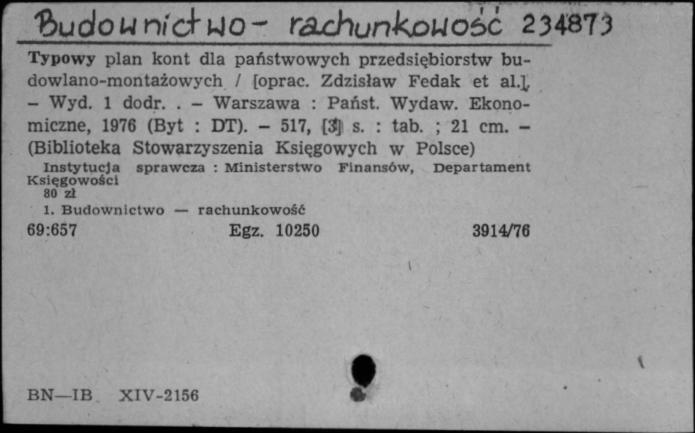 Budownictwo - rachunkowość 234873
Typowy plan kont dla państwowych przedsiębiorstw bu-
dowlano-montażowych / [oprac. Zdzisław Fedak et al.].
- Wyd. 1 dodr. . - Warszawa : Państ. Wydaw. Ekono-
miczne, 1976 (Byt : DT). - 517, [3] s. : tab. ; 21 cm. -
(Biblioteka Stowarzyszenia Księgowych w Polsce)
Instytucja sprawcza : Ministerstwo Finansów, Departament
Księgowości
80 zł
1. Budownictwo — rachunkowość
69:657 Egz. 10250 3914/76
BN—IB XIV-2156